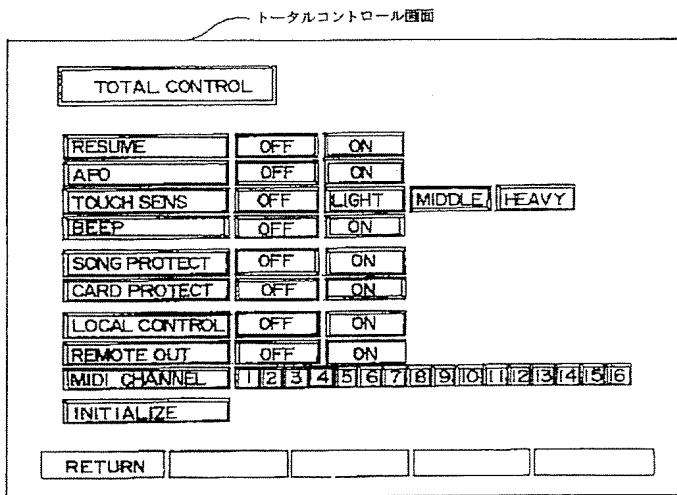 トータルコントロール画面
TOTAL CONTROL
RESUME OFF ON
APO OFF ON
TOUCH SENS OFF LIGHT MIDDLE HEAVY
BEEP OFF ON
SONG PROTECT OFF ON
CARD PROTECT OFF ON
LOCAL CONTROL OFF ON
REMOTE OUT OFF ON
MIDI CHANNEL 1 2 3 4 5 6 7 8 9 10 11 12 13 14 15 16
INITIALIZE
RETURN